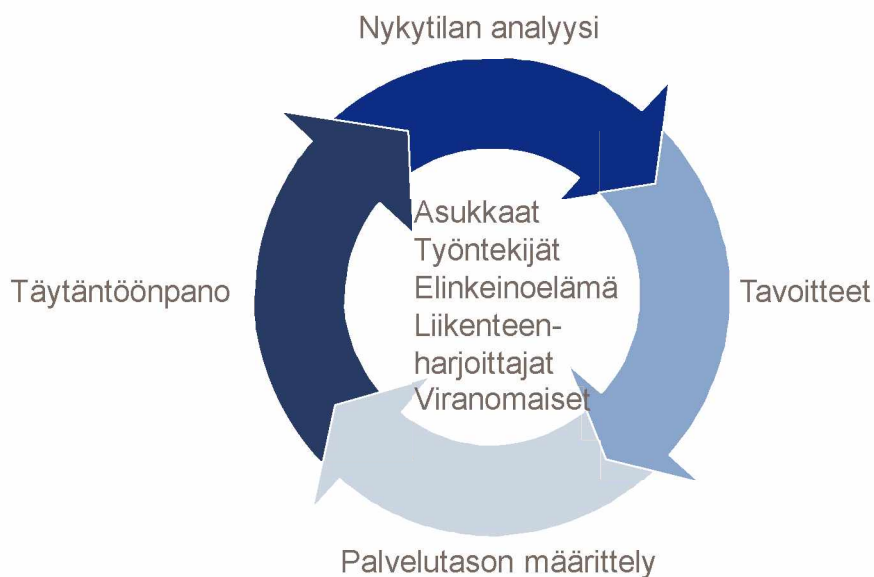 Nykytilan analyysi
Asukkaat
Työntekijät
Elinkeinoelämä
Liikenteen-
harjoittajat
Viranomaiset
Täytäntöönpano
Tavoitteet
Palvelutason määrittely